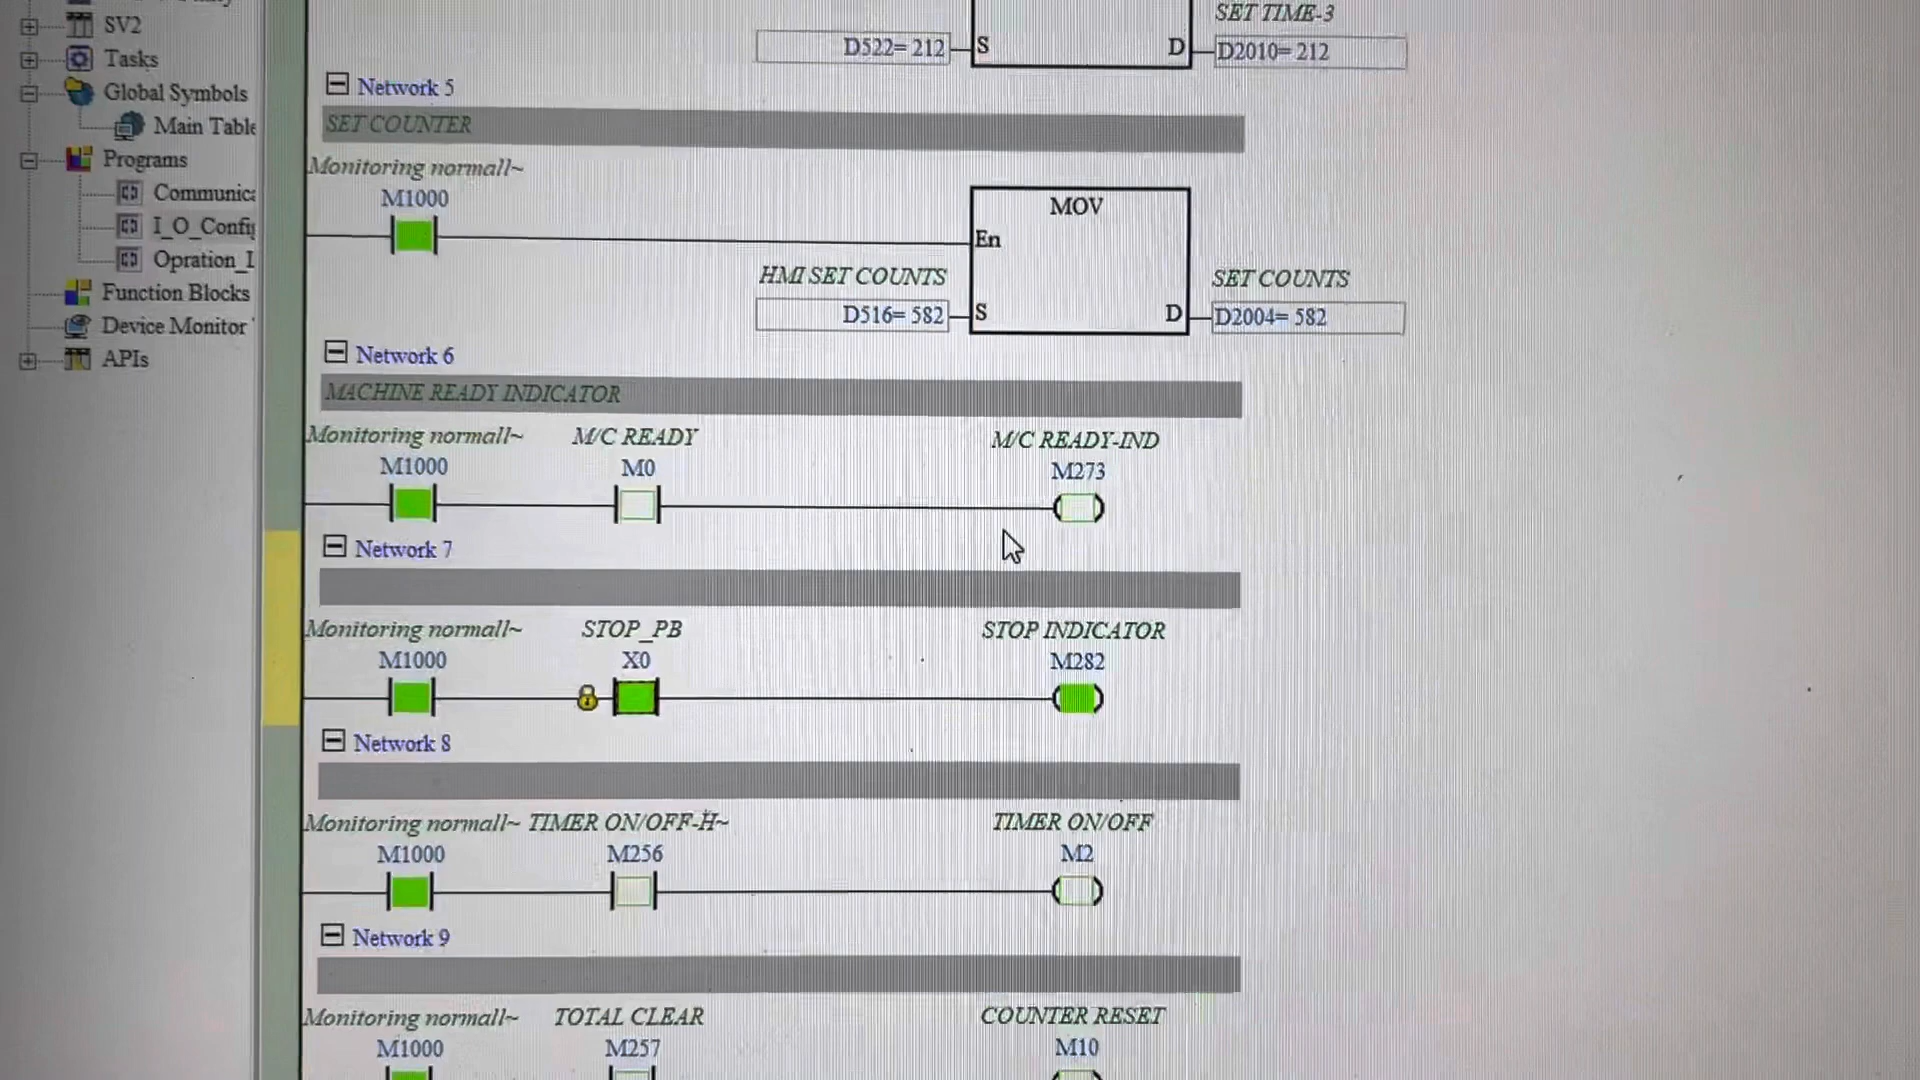 SV2
Tasks
Global Symbols
Main Table
Programs
Communica
I_O_Config
Opration_I
Function Blocks
Device Monitor
APIs
SET TIME-3
D522= 212
S
D
D2010= 212
Network 5
SET COUNTER
Monitoring normall~
M1000
MOV
En
HMI SET COUNTS
SET COUNTS
D516= 582
S
D
D2004= 582
Network 6
MACHINE READY INDICATOR
Monitoring normall~
M/C READY
M/C READY-IND
M1000
M0
M273
Network 7
Monitoring normall~
STOP_PB
STOP INDICATOR
M1000
X0
M282
Network 8
Monitoring normall~
TIMER ON/OFF-H~
TIMER ON/OFF
M1000
M256
M2
Network 9
Monitoring normall~
TOTAL CLEAR
COUNTER RESET
M1000
M257
M10